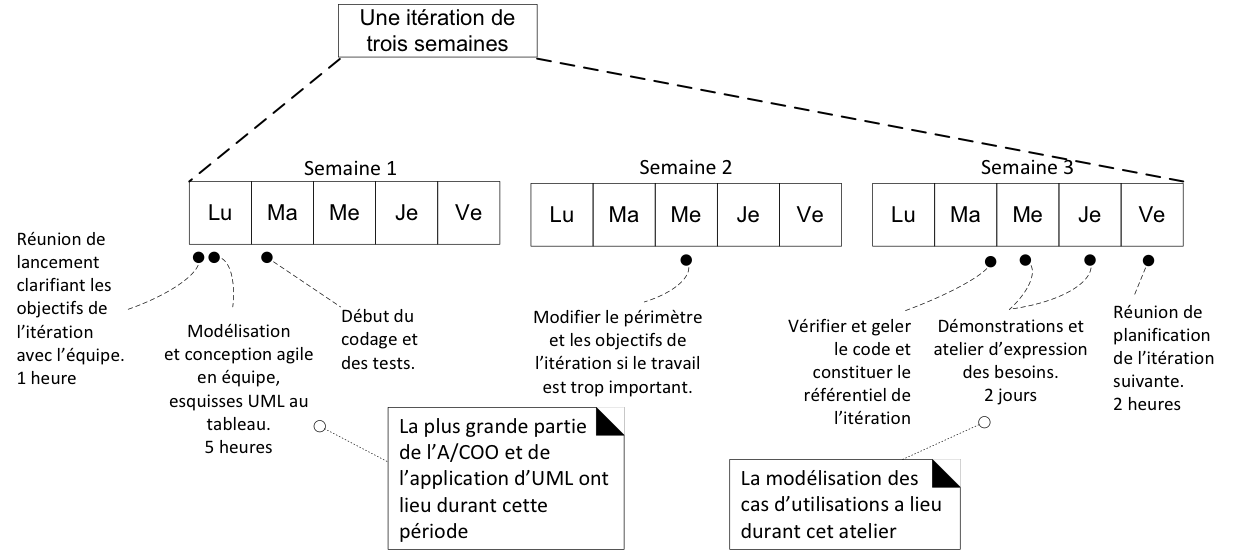 Une itération de
trois semaines
Semaine 1
Semaine 2
Semaine 3
Lu Ma Me Je Ve
Lu Ma Me Je Ve
Lu Ma Me Je Ve
Réunion de
lancement
clarifiant les
objectifs de
l’itération
avec l’équipe.
1 heure
Modélisation
et conception agile
en équipe,
esquisses UML au
tableau.
5 heures
Début du
codage et
des tests.
Modifier le périmètre
et les objectifs de
l’itération si le travail
est trop important.
Vérifier et geler
le code et
constituer le
référentiel de
l’itération
Démonstrations et
atelier d’expression
des besoins.
2 jours
Réunion de
planification
de l’itération
suivante.
2 heures
La plus grande partie
de l’A/COO et de
l’application d’UML ont
lieu durant cette
période
La modélisation des
cas d’utilisations a lieu
durant cet atelier